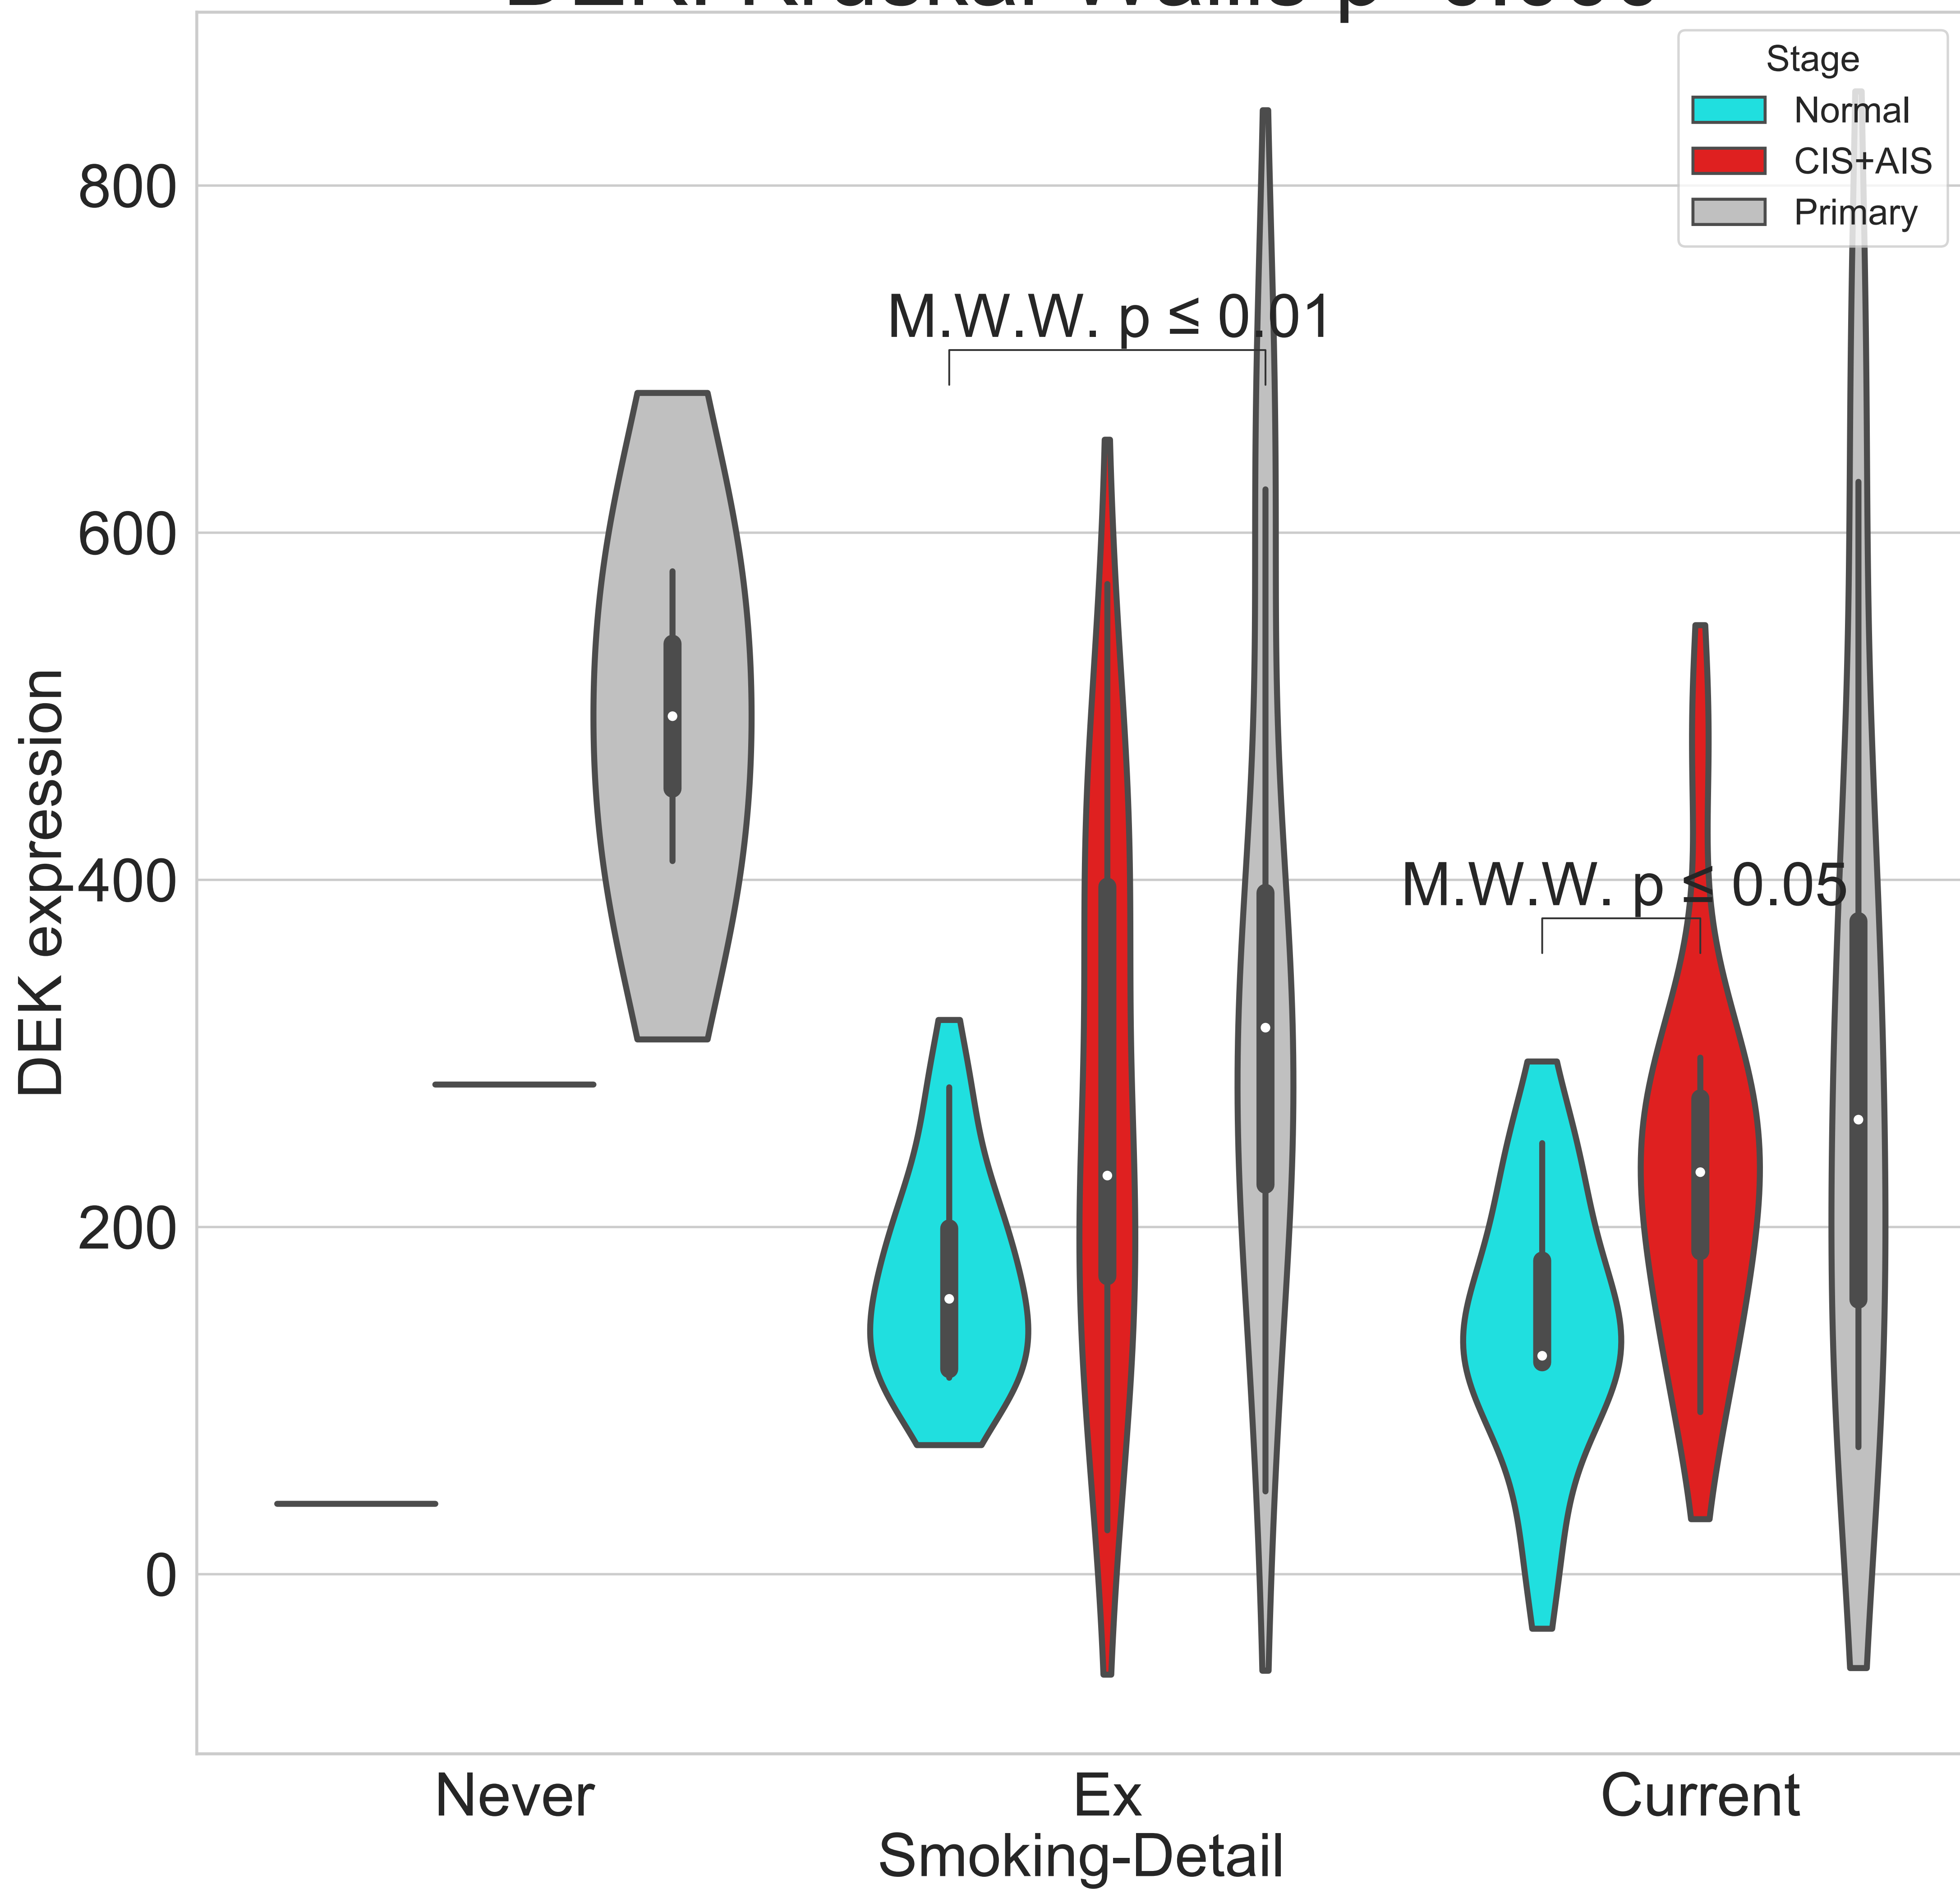 Stage
Normal
CIS+AIS
Primary
800
M.W.W. p ≤ 0.01
600
M.W.W. p ≤ 0.05
400
200
0
DEK expression
Never
Ex
Current
Smoking-Detail